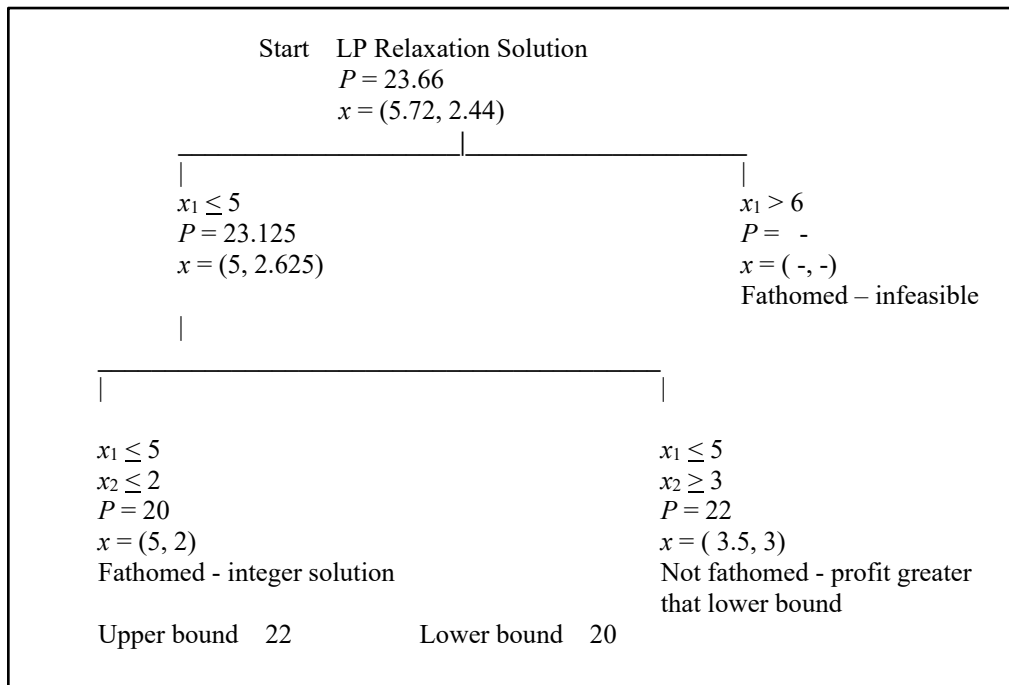 Start LP Relaxation Solution
P = 23.66
x = (5.72, 2.44)
x1 ≤ 5 x1 > 6
P = 23.125 P = -
x = (5, 2.625) x = ( -, -)
Fathomed – infeasible
x1 ≤ 5 x1 ≤ 5
x2 ≤ 2 x2 ≥ 3
P = 20 P = 22
x = (5, 2) x = ( 3.5, 3)
Fathomed - integer solution Not fathomed - profit greater
that lower bound
Upper bound 22 Lower bound 20